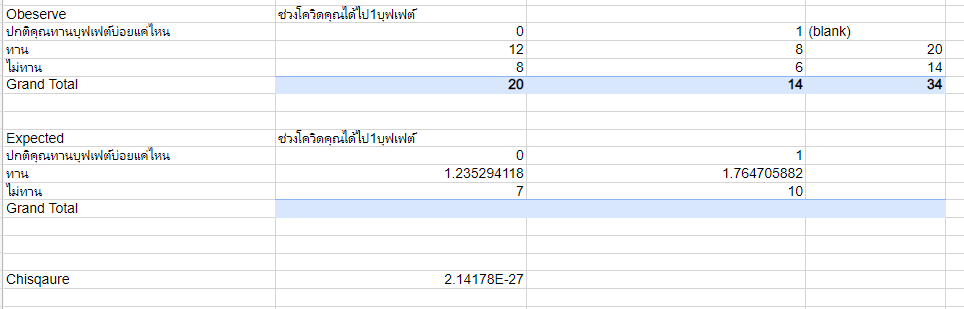 Obeserve ช่วงโควิดคุณได้ไป1บุฟเฟต์
ปกติคุณทานบุฟเฟต์บ่อยแค่ไหน 0 1 (blank)
ทาน 12 8 20
ไม่ทาน 8 6 14
Grand Total 20 14 34
Expected ช่วงโควิดคุณได้ไป1บุฟเฟต์
ปกติคุณทานบุฟเฟต์บ่อยแค่ไหน 0 1
ทาน 1.235294118 1.764705882
ไม่ทาน 7 10
Grand Total
Chisqaure 2.14178E-27